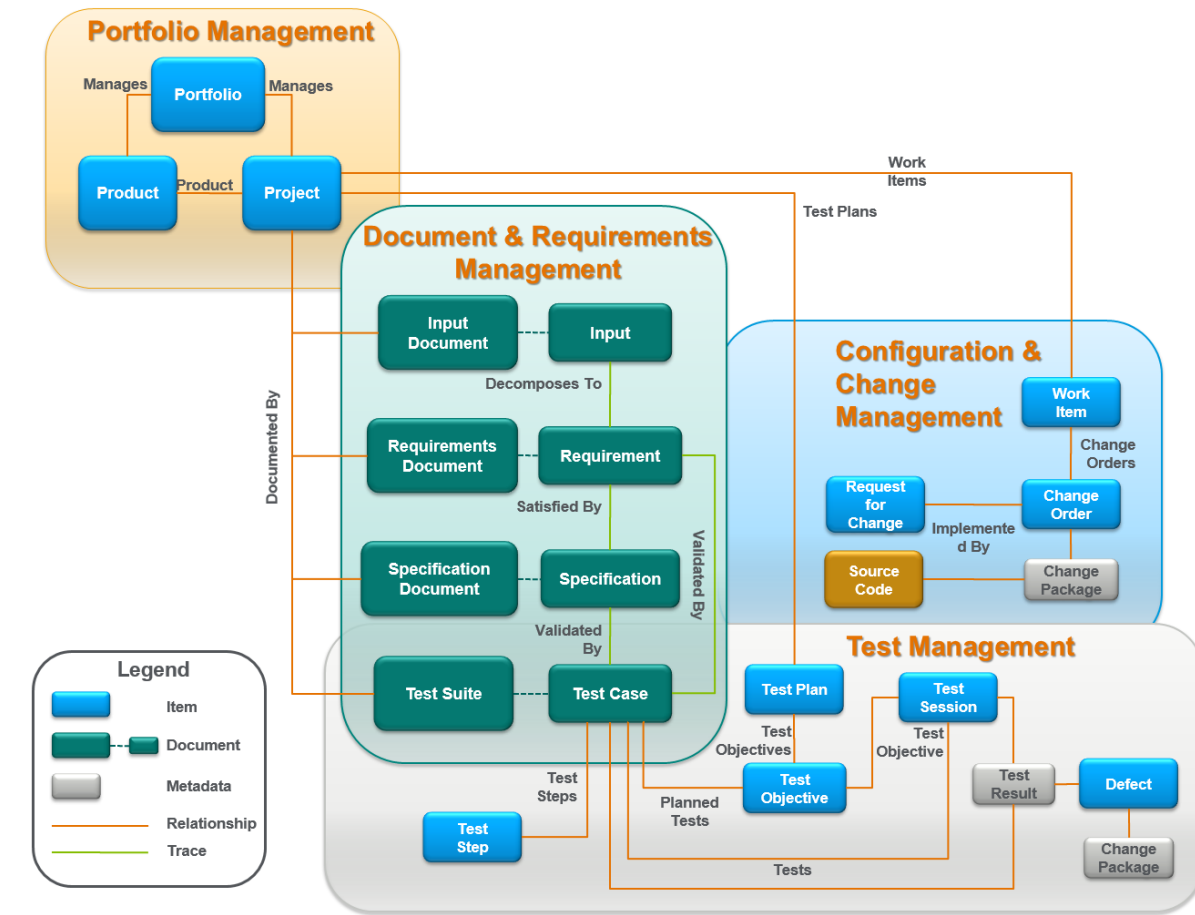 Portfolio Management
Manages
Portfolio
Manages
Product
Product
Project
Work
Items
Test Plans
Document & Requirements
Management
Input
Document
Input
Decomposes To
Documented By
Requirements
Document
Requirement
Satisfied By
Validated By
Specification
Document
Specification
Validated
By
Test Suite
Test Case
Configuration &
Change
Management
Work
Item
Change
Orders
Request
for
Change
Change
Order
Implemente
d By
Source
Code
Change
Package
Test Management
Test Plan
Test
Session
Test
Objectives
Test
Objective
Test
Steps
Planned
Tests
Test
Objective
Test
Result
Defect
Test
Step
Tests
Change
Package
Legend
Item
Document
Metadata
Relationship
Trace